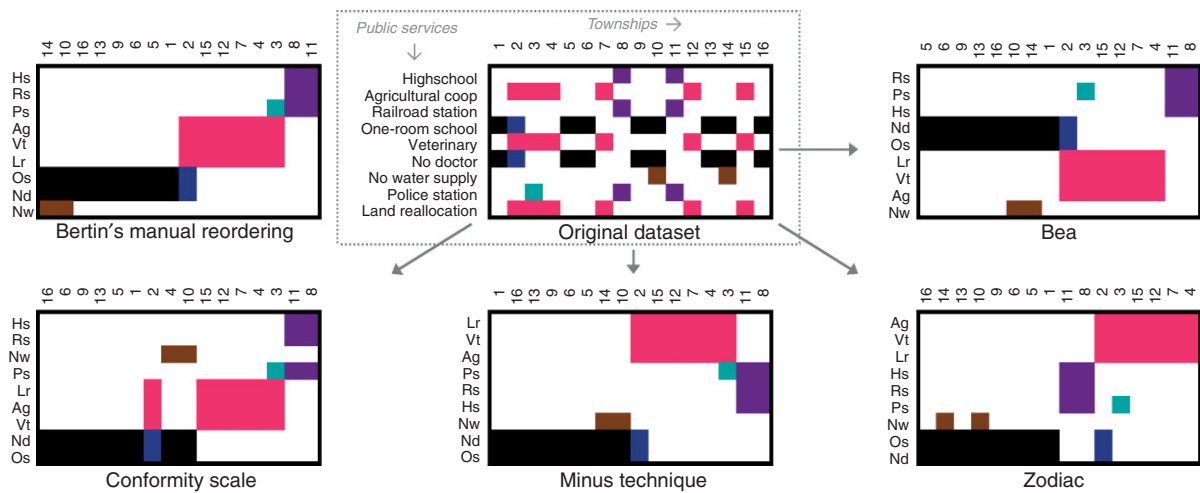 Public services
Townships
14 10 16 13 9 6 5 1 2 15 12 7 4 3 8 11
Hs
Rs
Ps
Ag
Vt
Lr
Os
Nd
Nw
Bertin's manual reordering
1 2 3 4 5 6 7 8 9 10 11 12 13 14 15 16
Highschool
Agricultural coop
Railroad station
One-room school
Veterinary
No doctor
No water supply
Police station
Land reallocation
Original dataset
5 6 9 13 16 10 14 1 2 3 15 12 7 4 11 8
Rs
Ps
Hs
Nd
Os
Lr
Vt
Ag
Nw
Bea
16 6 9 13 5 1 2 14 10 15 12 7 4 3 11 8
Hs
Rs
Nw
Ps
Lr
Ag
Vt
Nd
Os
Conformity scale
1 16 13 9 6 5 14 10 2 15 12 7 4 3 11 8
Lr
Vt
Ag
Ps
Rs
Hs
Nw
Nd
Os
Minus technique
16 14 13 10 9 6 5 1 11 8 2 3 15 12 7 4
Ag
Vt
Lr
Hs
Rs
Ps
Nw
Os
Nd
Zodiac